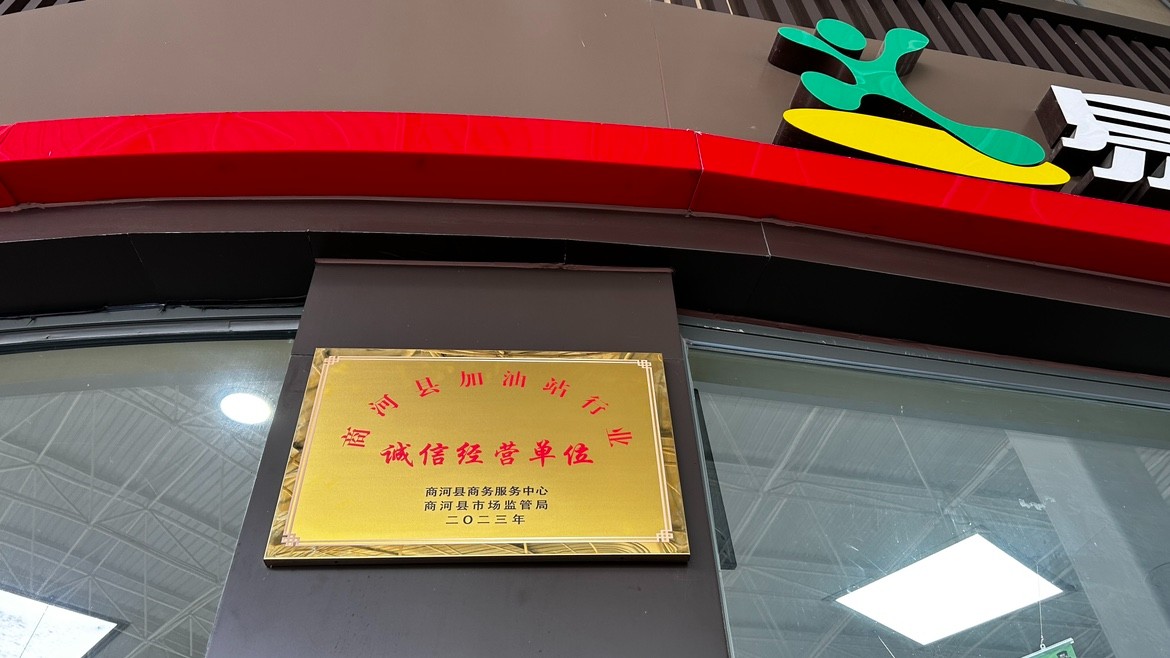 商河县加油站行业
诚信经营单位
商河县商务服务中心
商河县市场监管局
二〇二三年